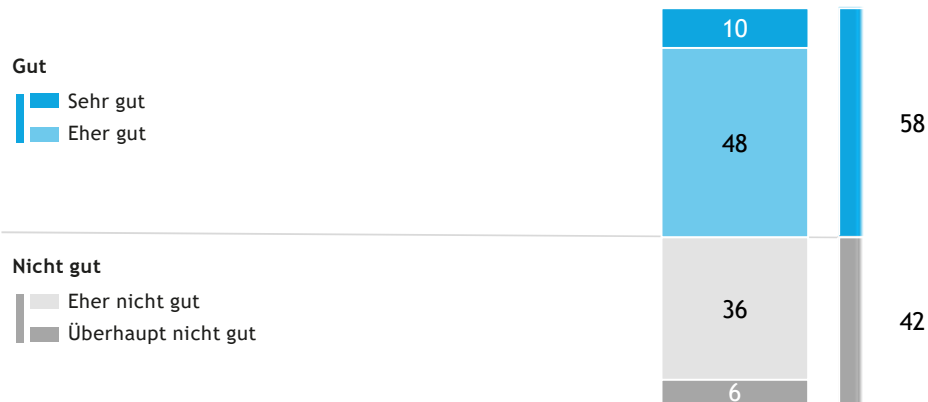 10
Gut
Sehr gut
Eher gut
48
58
Nicht gut
Eher nicht gut
Überhaupt nicht gut
36
42
6